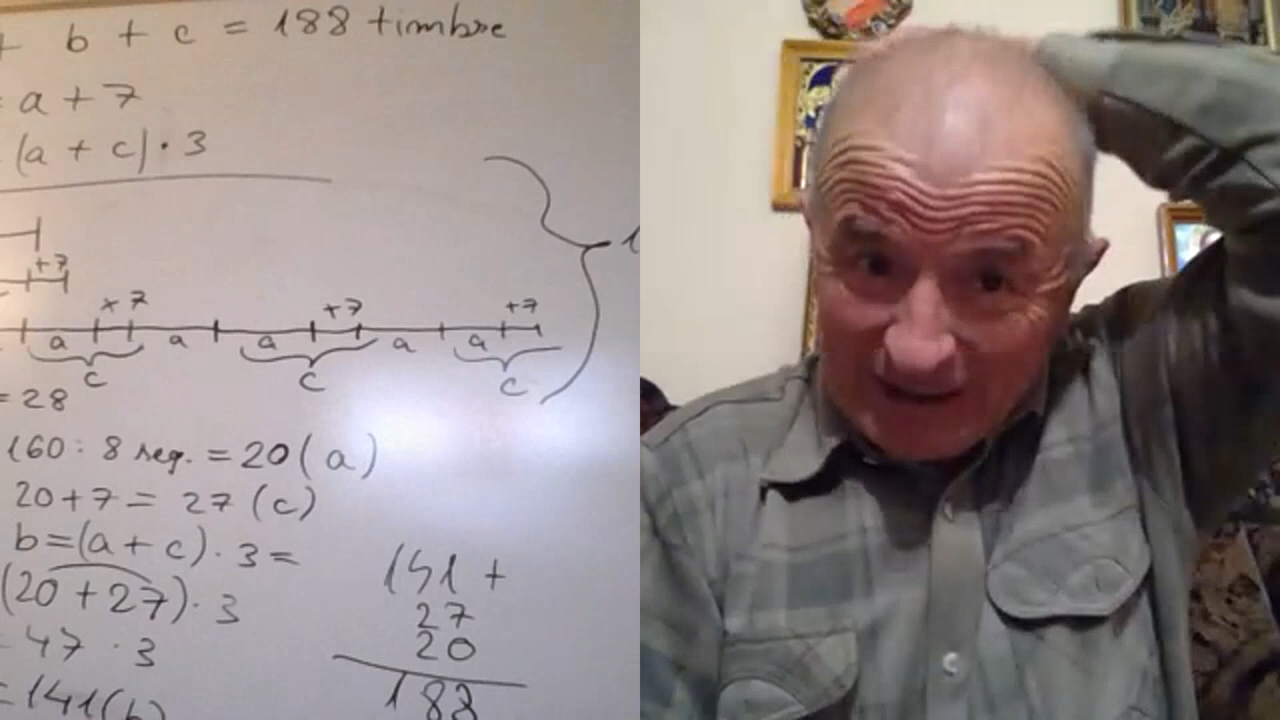 + b + c = 188 timbre
= a + 7
(a + c) · 3
+7
+7 +7 +7
a a a a a
c c c
= 28
160 : 8 seg. = 20 (a)
20 + 7 = 27 (c)
b = (a + c) · 3 =
(20 + 27) · 3
47 · 3
= 141 (b)
141 +
27
20
188